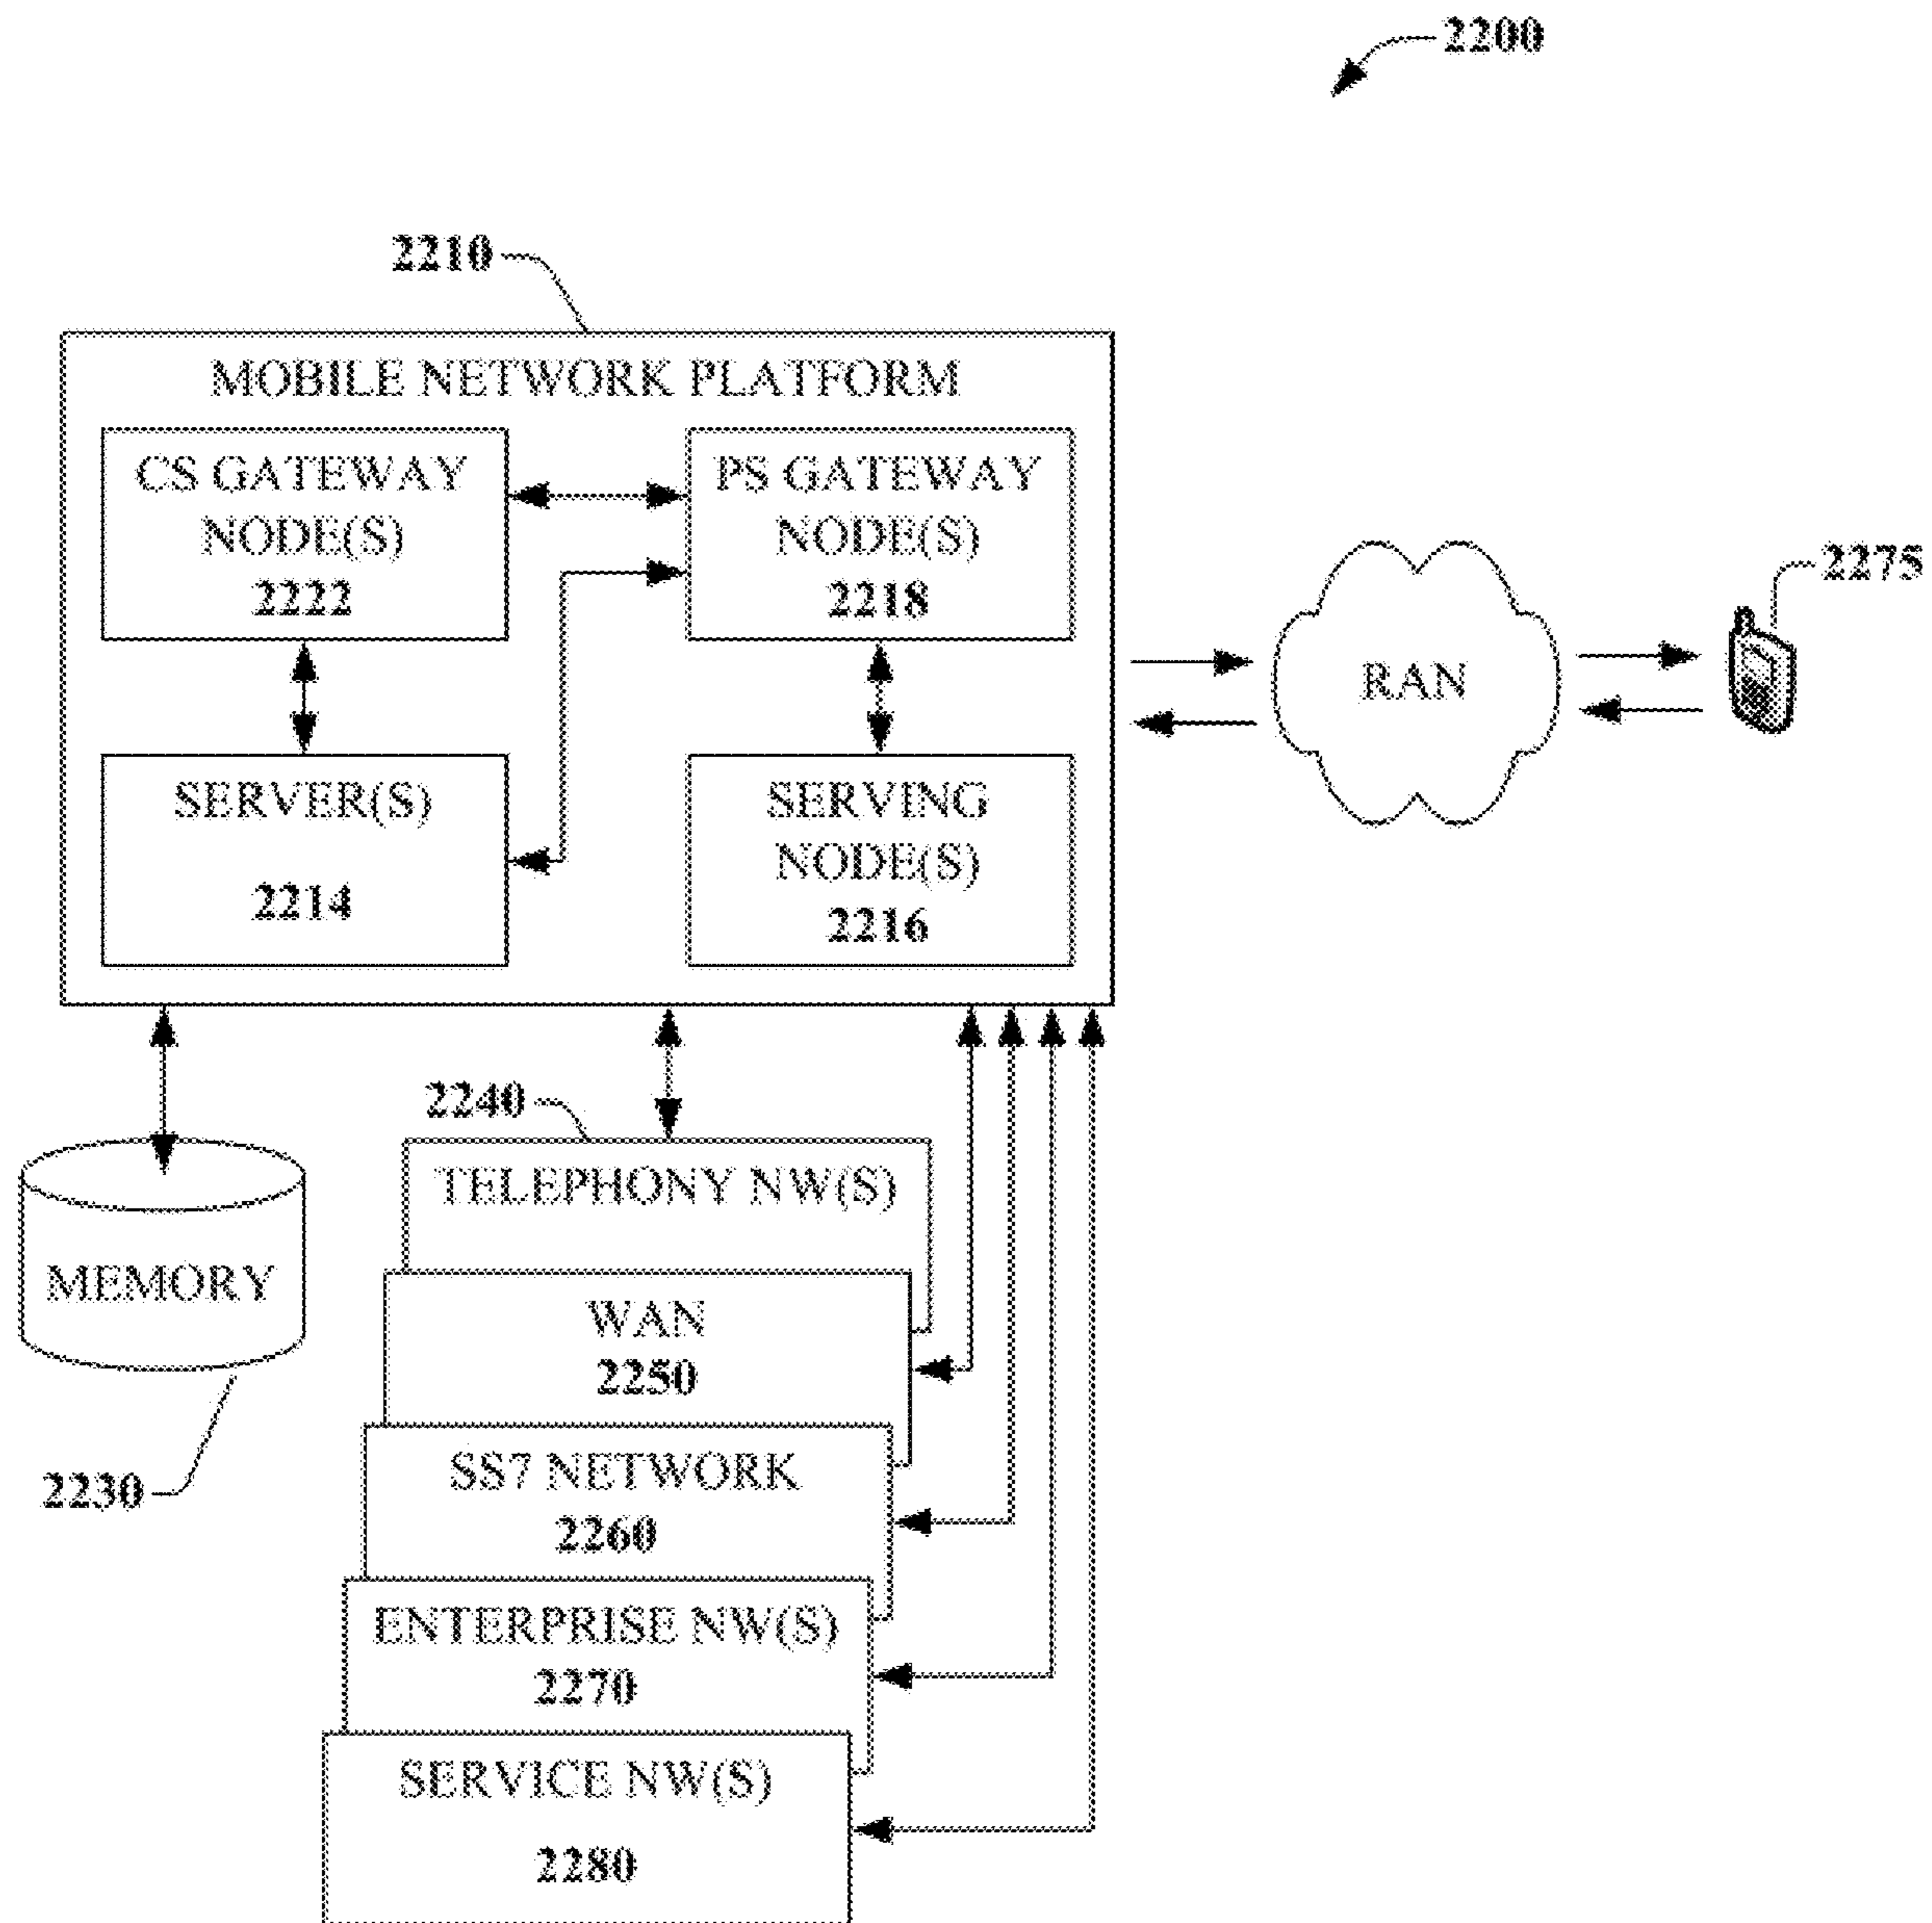 2200
2210
MOBILE NETWORK PLATFORM
CS GATEWAY
NODE(S)
2222
PS GATEWAY
NODE(S)
2218
SERVER(S)
2214
SERVING
NODE(S)
2216
RAN
2275
2240
TELEPHONY NW(S)
MEMORY
2230
WAN
2250
SS7 NETWORK
2260
ENTERPRISE NW(S)
2270
SERVICE NW(S)
2280